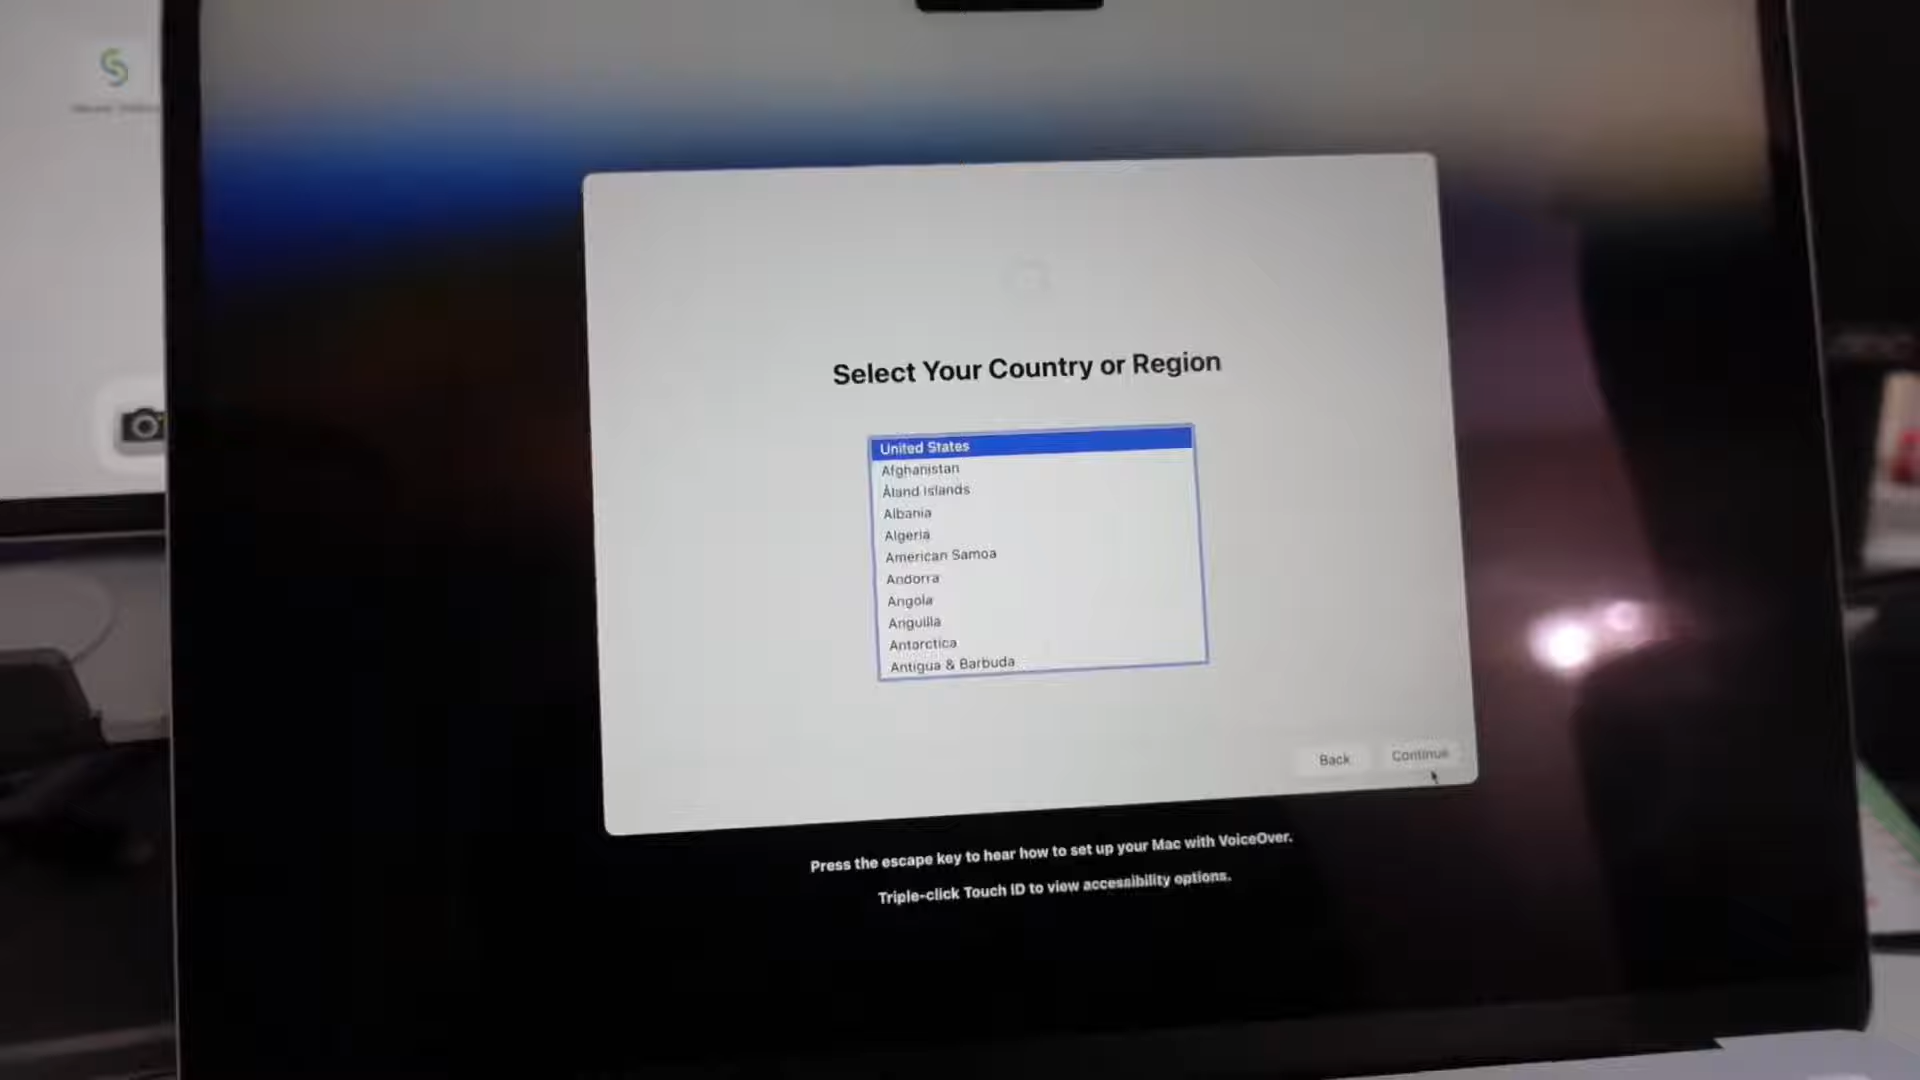 Select Your Country or Region
United States
Afghanistan
Åland Islands
Albania
Algeria
American Samoa
Andorra
Angola
Anguilla
Antarctica
Antigua & Barbuda
Back
Continue
Press the escape key to hear how to set up your Mac with VoiceOver.
Triple-click Touch ID to view accessibility options.